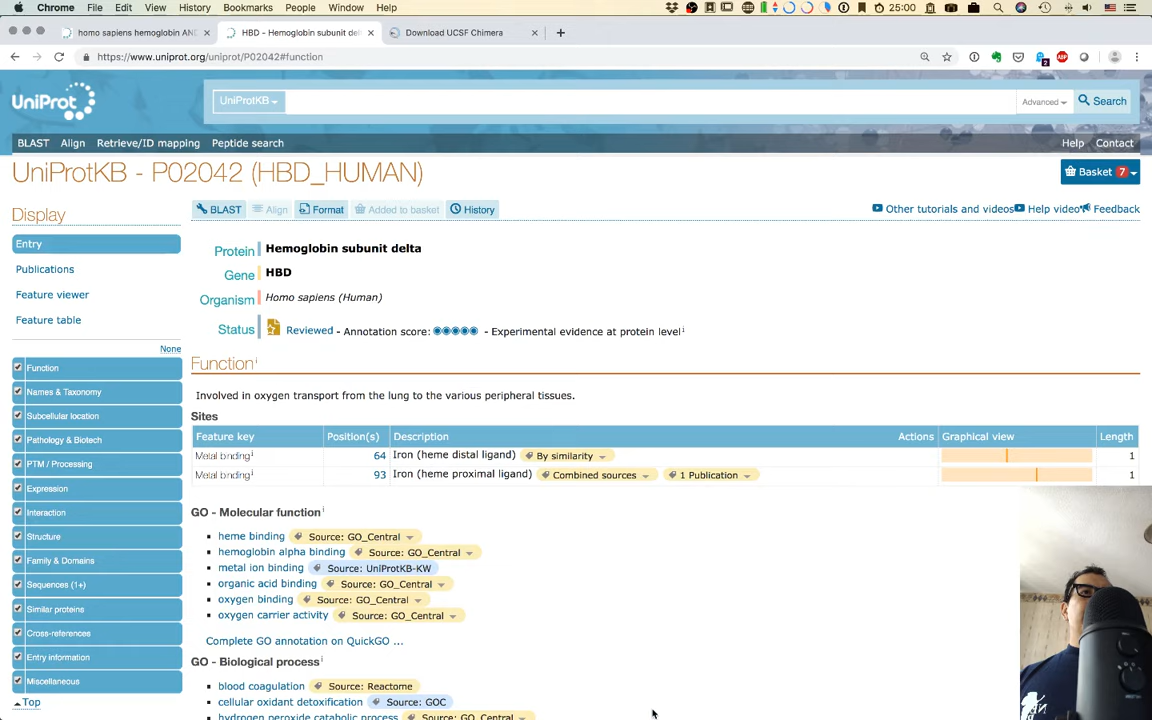 Chrome File Edit View History Bookmarks People Window Help 25:00
homo sapiens hemoglobin AND × HBD - Hemoglobin subunit del × Download UCSF Chimera × +
https://www.uniprot.org/uniprot/P02042#function
UniProt UniProtKB Advanced Search
BLAST Align Retrieve/ID mapping Peptide search Help Contact
UniProtKB - P02042 (HBD_HUMAN)
Basket 7
Display
BLAST Align Format Added to basket History Other tutorials and videos Help video Feedback
Entry
Publications
Feature viewer
Feature table
None
Function
Names & Taxonomy
Subcellular location
Pathology & Biotech
PTM / Processing
Expression
Interaction
Structure
Family & Domains
Sequences (1+)
Similar proteins
Cross-references
Entry information
Miscellaneous
Top
Protein Hemoglobin subunit delta
Gene HBD
Organism Homo sapiens (Human)
Status Reviewed - Annotation score: - Experimental evidence at protein level i
Function i
Involved in oxygen transport from the lung to the various peripheral tissues.
Sites
Feature key Position(s) Description Actions Graphical view Length
Metal binding i 64 Iron (heme distal ligand) By similarity 1
Metal binding i 93 Iron (heme proximal ligand) Combined sources 1 Publication 1
GO - Molecular function i
heme binding Source: GO_Central
hemoglobin alpha binding Source: GO_Central
metal ion binding Source: UniProtKB-KW
organic acid binding Source: GO_Central
oxygen binding Source: GO_Central
oxygen carrier activity Source: GO_Central
Complete GO annotation on QuickGO ...
GO - Biological process i
blood coagulation Source: Reactome
cellular oxidant detoxification Source: GOC
hydrogen peroxide catabolic process Source: GO_Central